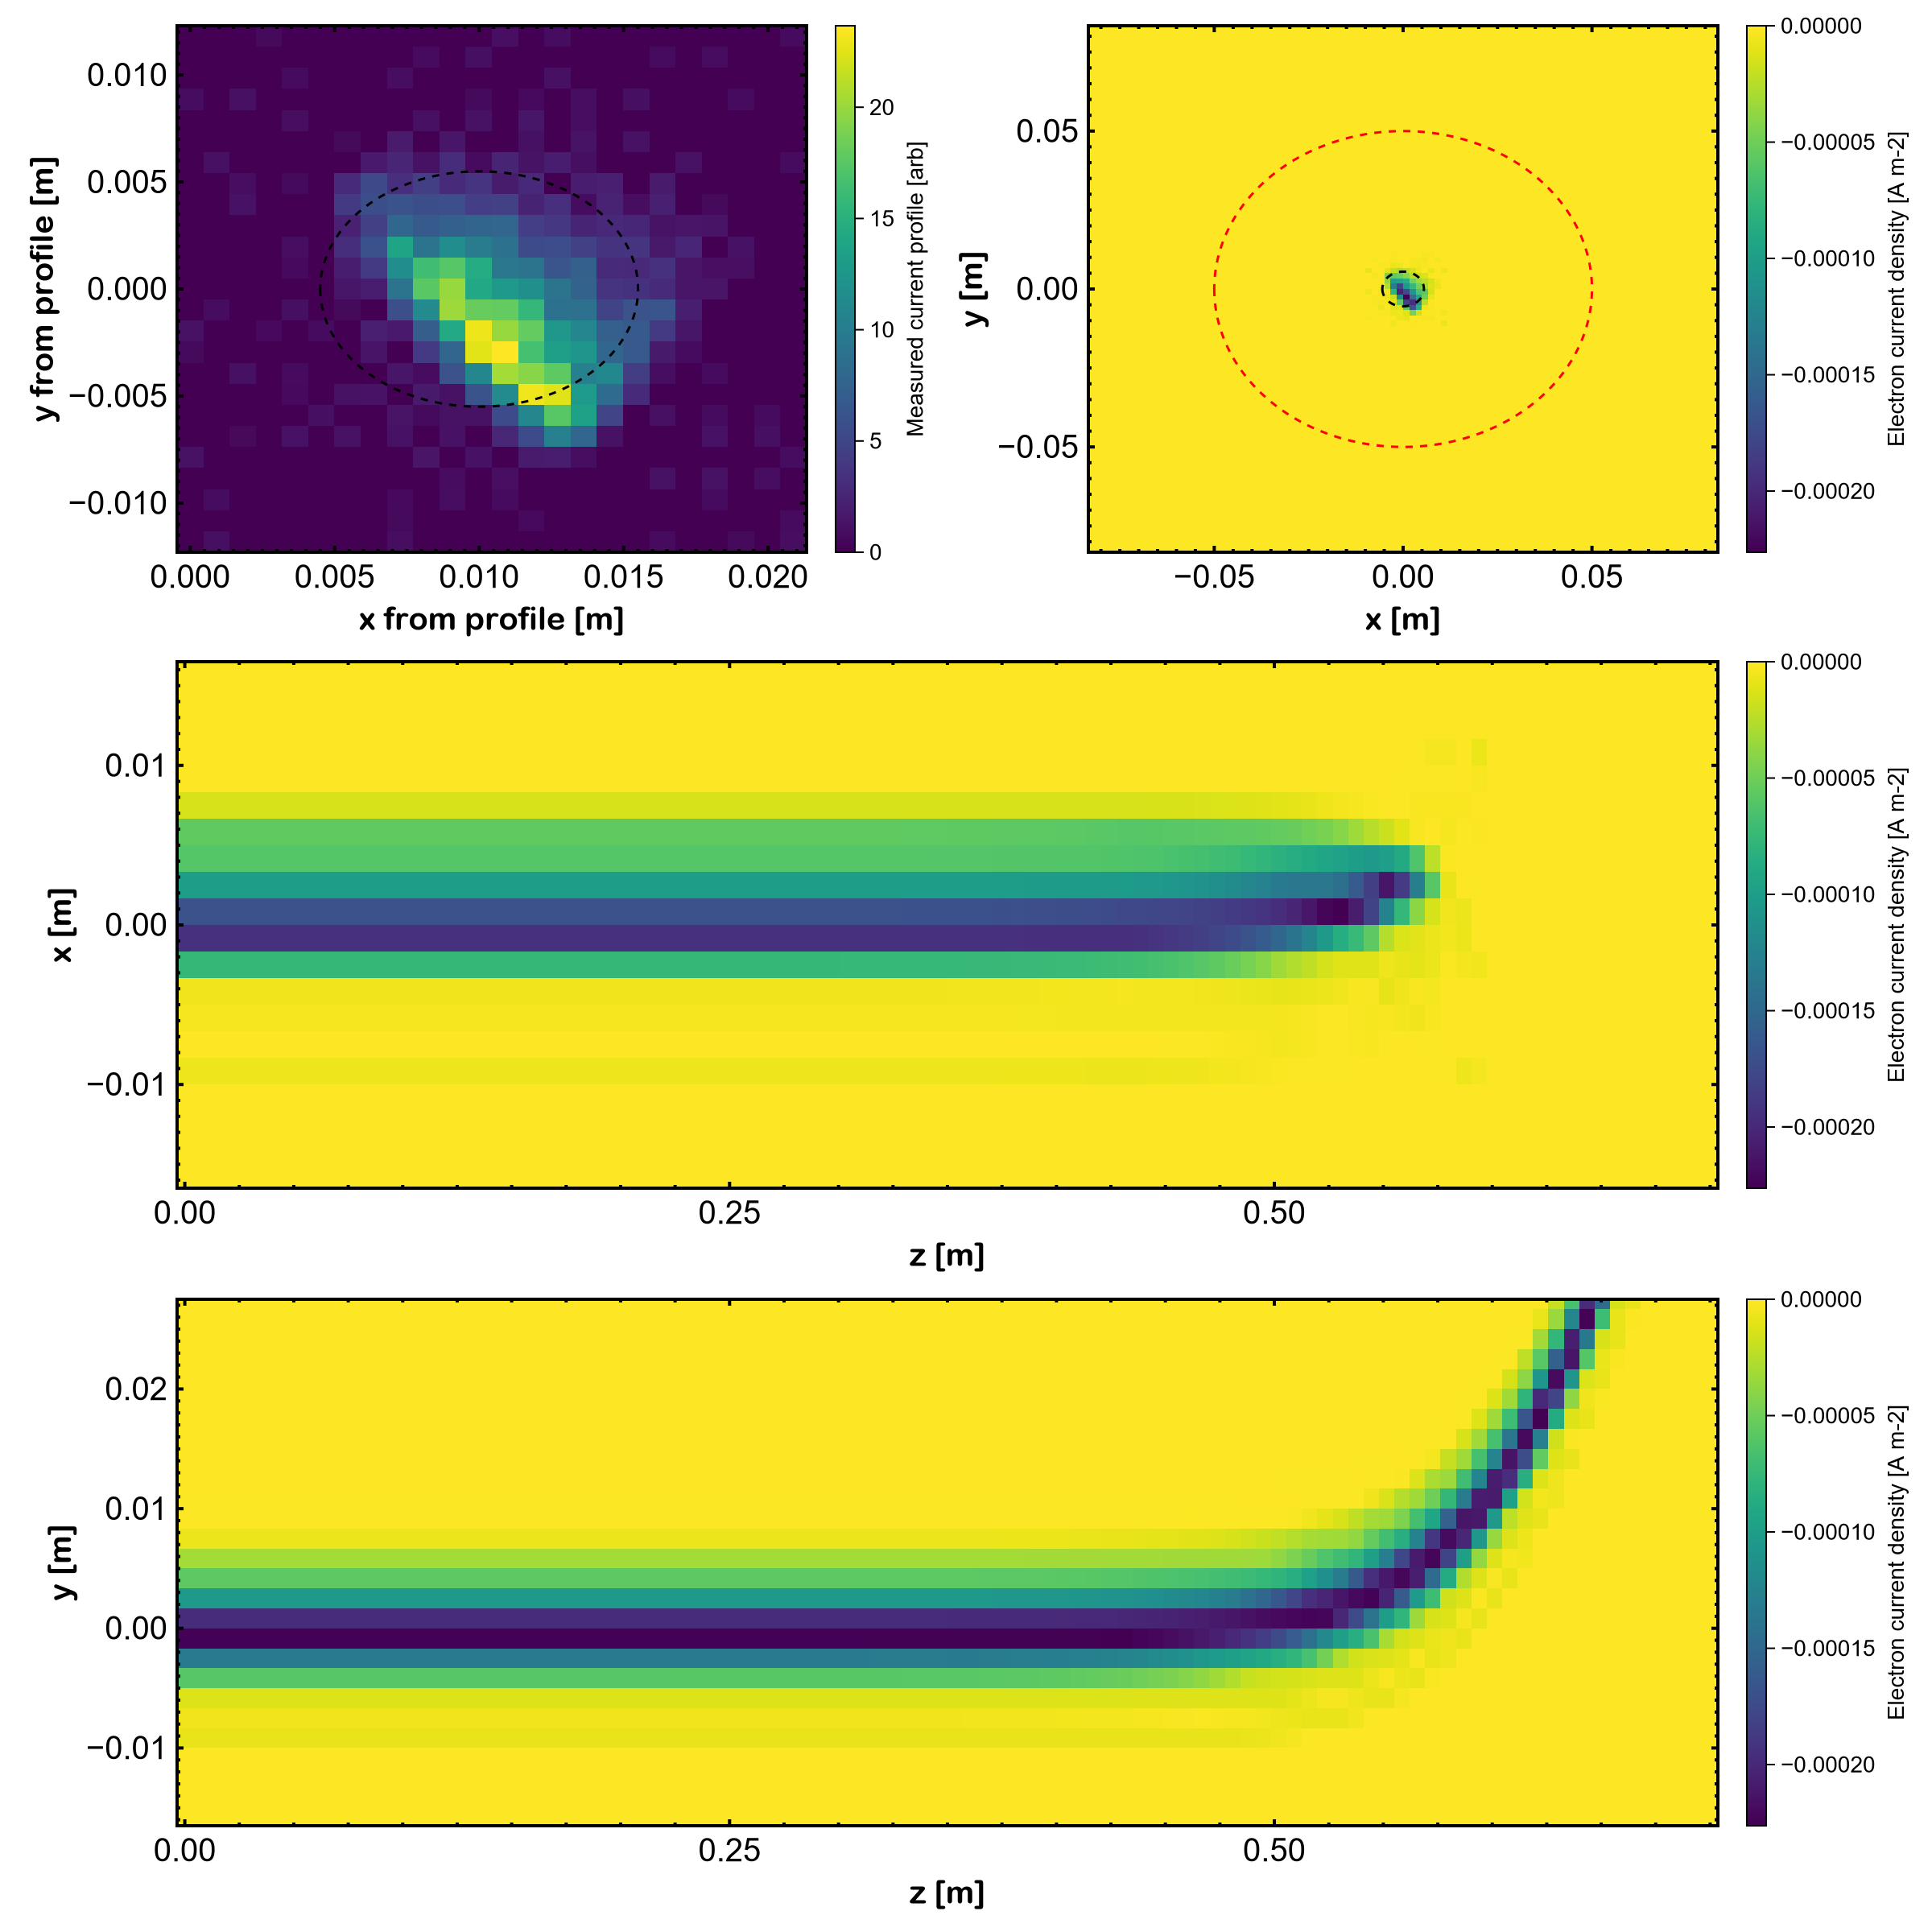 0.010
0.005
0.000
−0.005
−0.010
y from profile [m]
0.000 0.005 0.010 0.015 0.020
x from profile [m]
20
15
10
5
0
Measured current profile [arb]
0.05
0.00
−0.05
y [m]
−0.05 0.00 0.05
x [m]
0.00000
−0.00005
−0.00010
−0.00015
−0.00020
Electron current density [A m-2]
0.01
0.00
−0.01
x [m]
0.00 0.25 0.50
z [m]
0.00000
−0.00005
−0.00010
−0.00015
−0.00020
Electron current density [A m-2]
0.02
0.01
0.00
−0.01
y [m]
0.00 0.25 0.50
z [m]
0.00000
−0.00005
−0.00010
−0.00015
−0.00020
Electron current density [A m-2]